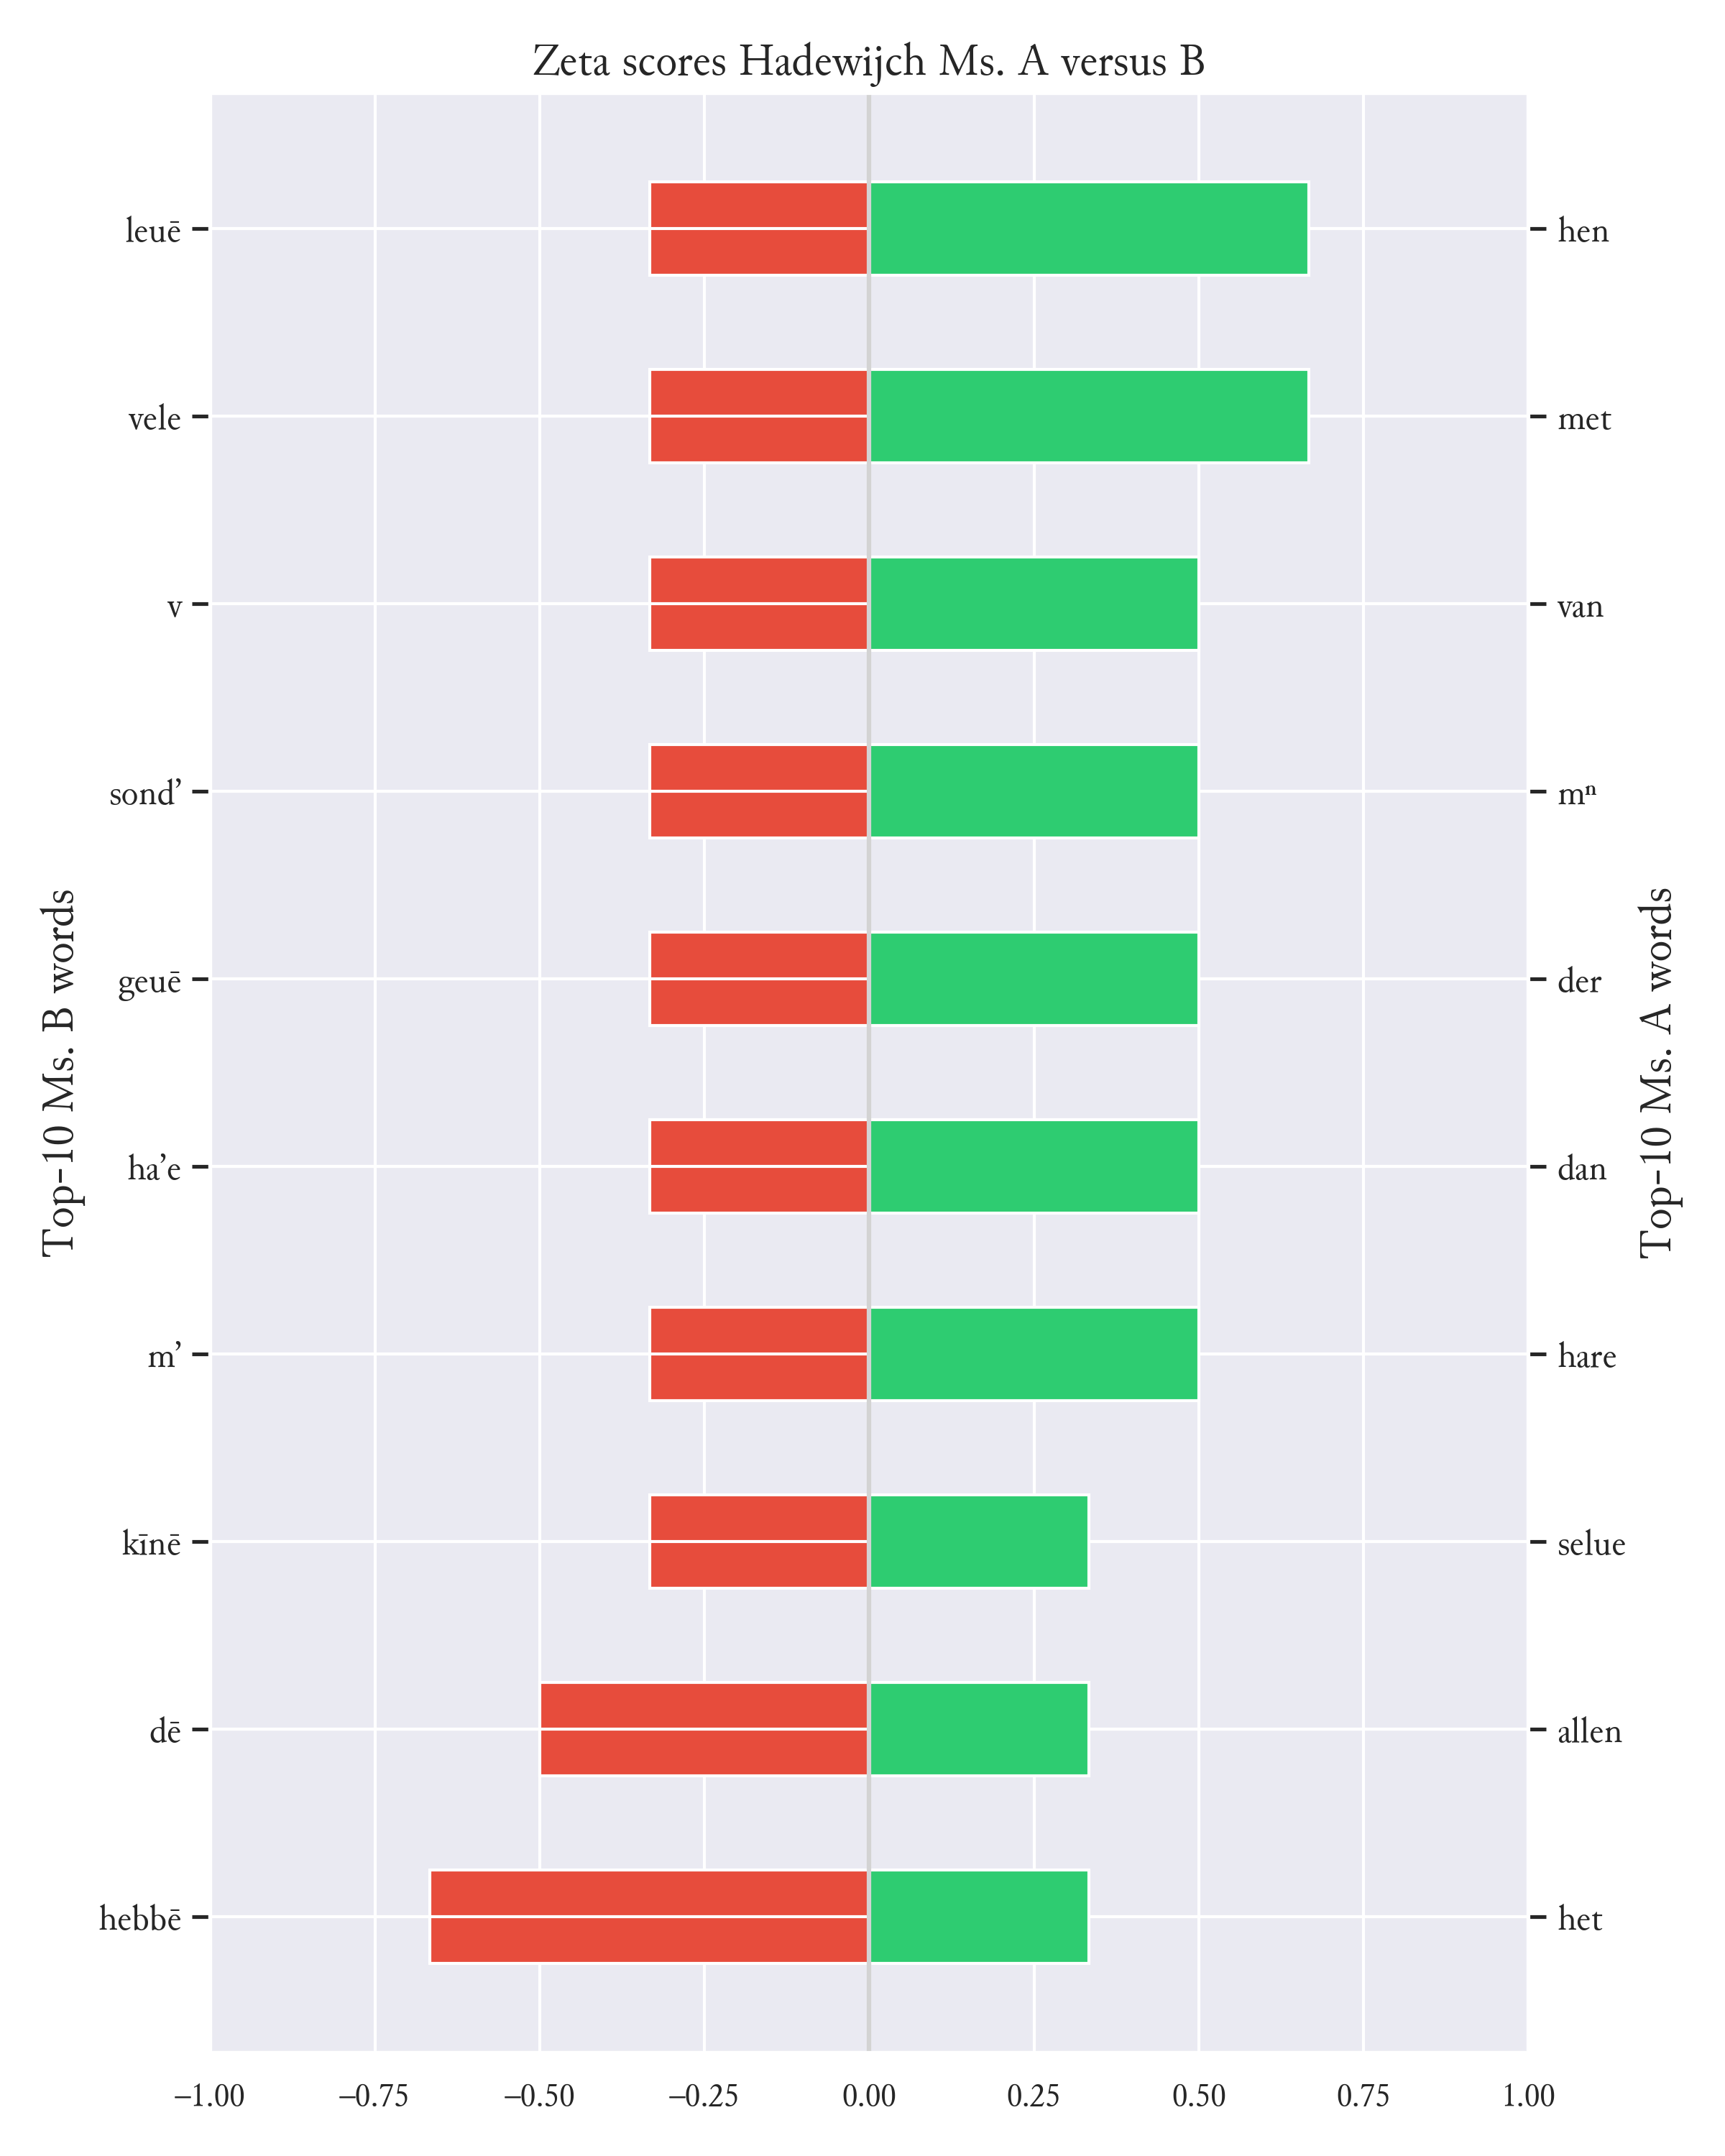 Zeta scores Hadewijch Ms. A versus B
Top-10 Ms. B words
leuē
vele
v
sond’
geuē
ha’e
m’
kīnē
dē
hebbē
hen
met
van
mⁿ
der
dan
hare
selue
allen
het
Top-10 Ms. A words
–1.00 –0.75 –0.50 –0.25 0.00 0.25 0.50 0.75 1.00